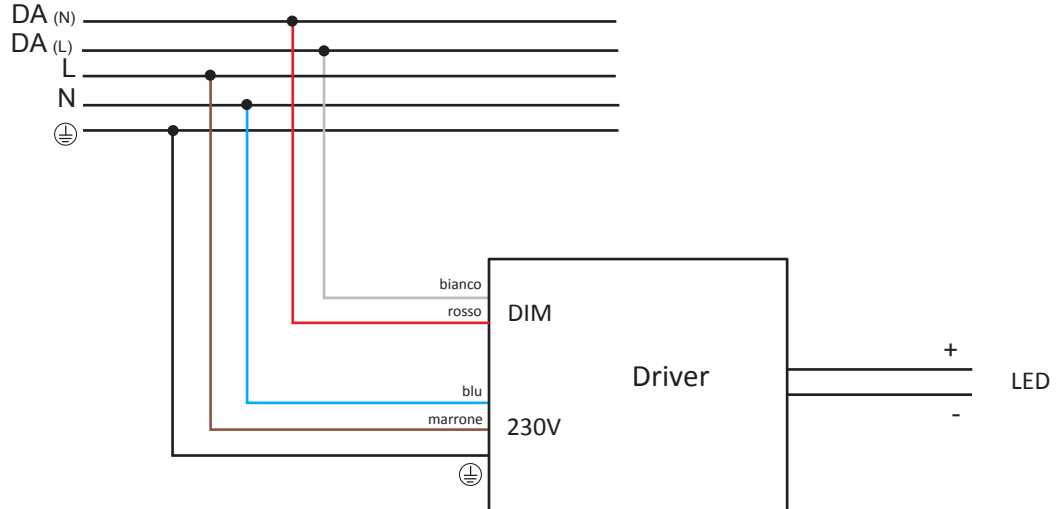 DA (N)
DA (L)
L
N
bianco
rosso
DIM
blu
marrone
230V
Driver
+
-
LED